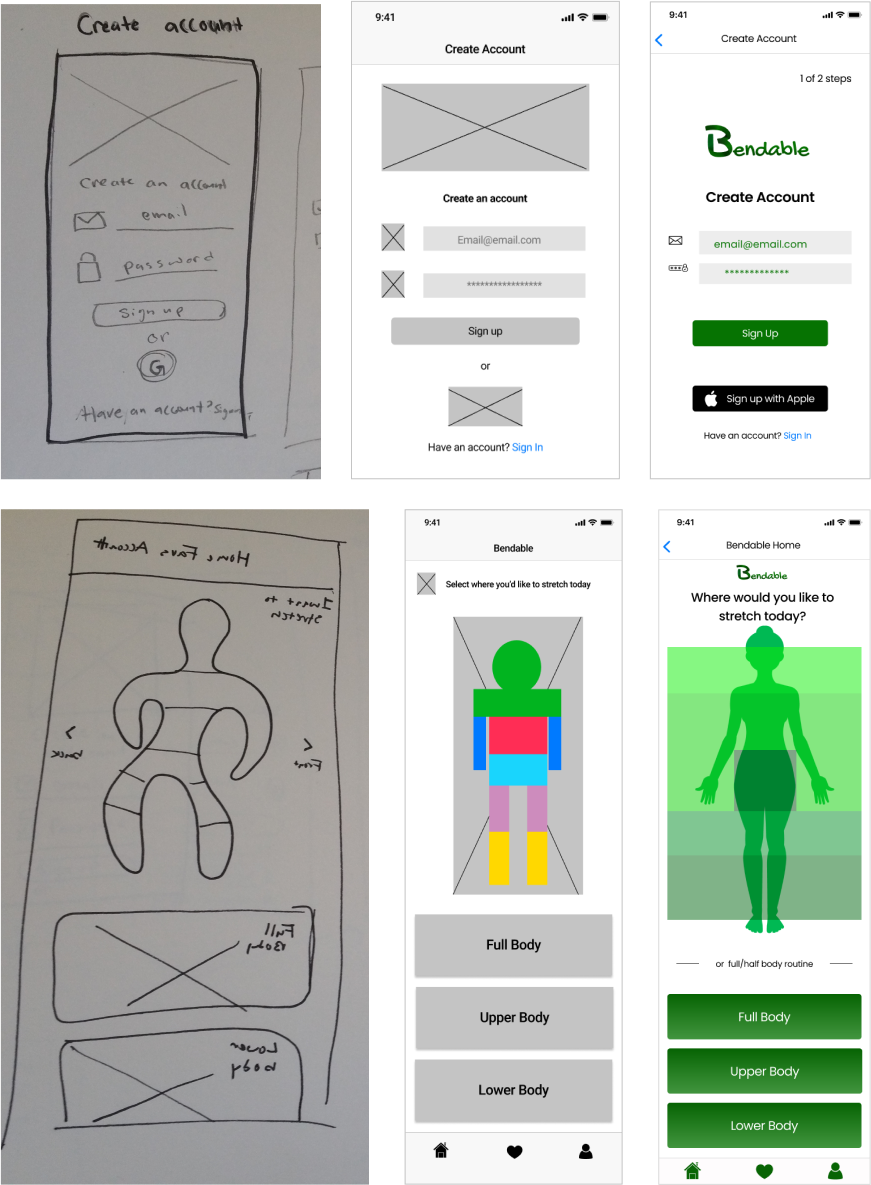 Create account
Create an account
email
password
Sign up
or
G
Have an account?
9:41
Create Account
Create an account
Email@email.com
*****************
Sign up
or
Have an account? Sign In
9:41
Create Account
1 of 2 steps
Bendable
Create Account
email@email.com
*************
Sign Up
Sign up with Apple
Have an account? Sign In
Home Favs Account
I want to
stretch
back
Front
Full
Body
Lower
body
9:41
Bendable
Select where you'd like to stretch today
Full Body
Upper Body
Lower Body
9:41
Bendable Home
Bendable
Where would you like to
stretch today?
or full/half body routine
Full Body
Upper Body
Lower Body